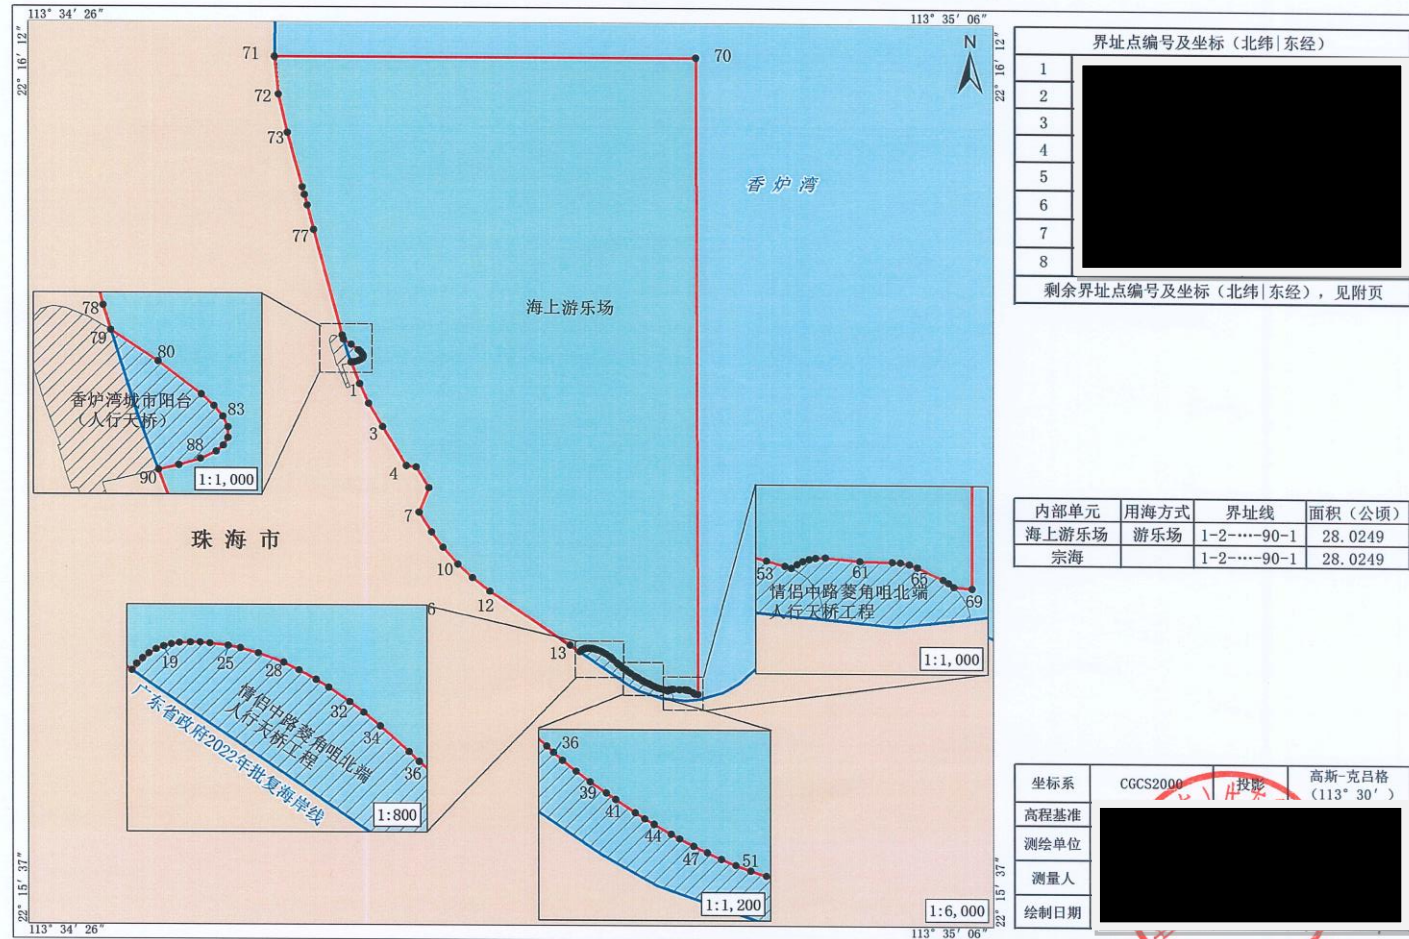 113° 34′ 26″
113° 35′ 06″
22° 16′ 12″
22° 16′ 12″
N
71
70
72
73
77
香炉湾
海上游乐场
78
79
80
83
88
90
香炉湾城市阳台
（人行天桥）
1:1,000
1
3
4
7
10
12
13
6
珠海市
53
61
65
69
情侣中路菱角咀北端
人行天桥工程
1:1,000
19
25
28
32
34
36
情侣中路菱角咀北端
人行天桥工程
广东省政府2022年批复海岸线
1:800
36
39
41
44
47
51
1:1,200
1:6,000
22° 15′ 37″
22° 15′ 37″
113° 34′ 26″
113° 35′ 06″
界址点编号及坐标（北纬|东经）
1
2
3
4
5
6
7
8
剩余界址点编号及坐标（北纬|东经），见附页
内部单元 用海方式 界址线 面积（公顷）
海上游乐场 游乐场 1-2-…-90-1 28.0249
宗海 1-2-…-90-1 28.0249
坐标系 CGCS2000 投影 高斯-克吕格
（113° 30′）
高程基准
测绘单位
测量人
绘制日期